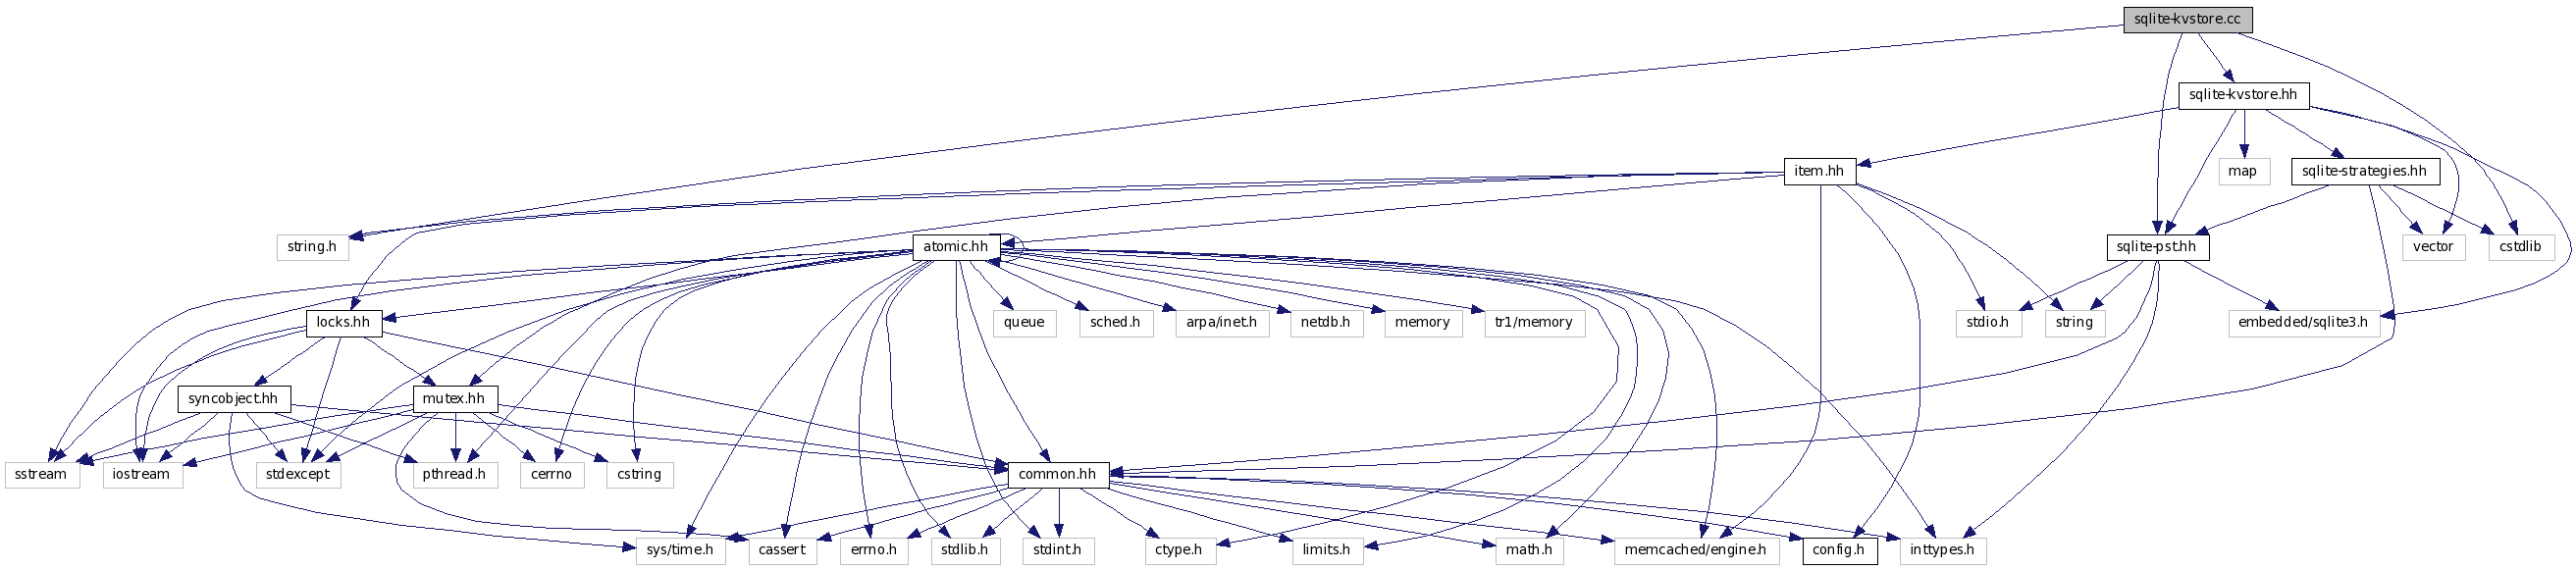 sqlite-kvstore.cc
sqlite-kvstore.hh
item.hh
map
sqlite-strategies.hh
string.h
atomic.hh
sqlite-pst.hh
vector
cstdlib
locks.hh
queue
sched.h
arpa/inet.h
netdb.h
memory
tr1/memory
stdio.h
string
embedded/sqlite3.h
syncobject.hh
mutex.hh
sstream
iostream
stdexcept
pthread.h
cerrno
cstring
common.hh
sys/time.h
cassert
errno.h
stdlib.h
stdint.h
ctype.h
limits.h
math.h
memcached/engine.h
config.h
inttypes.h